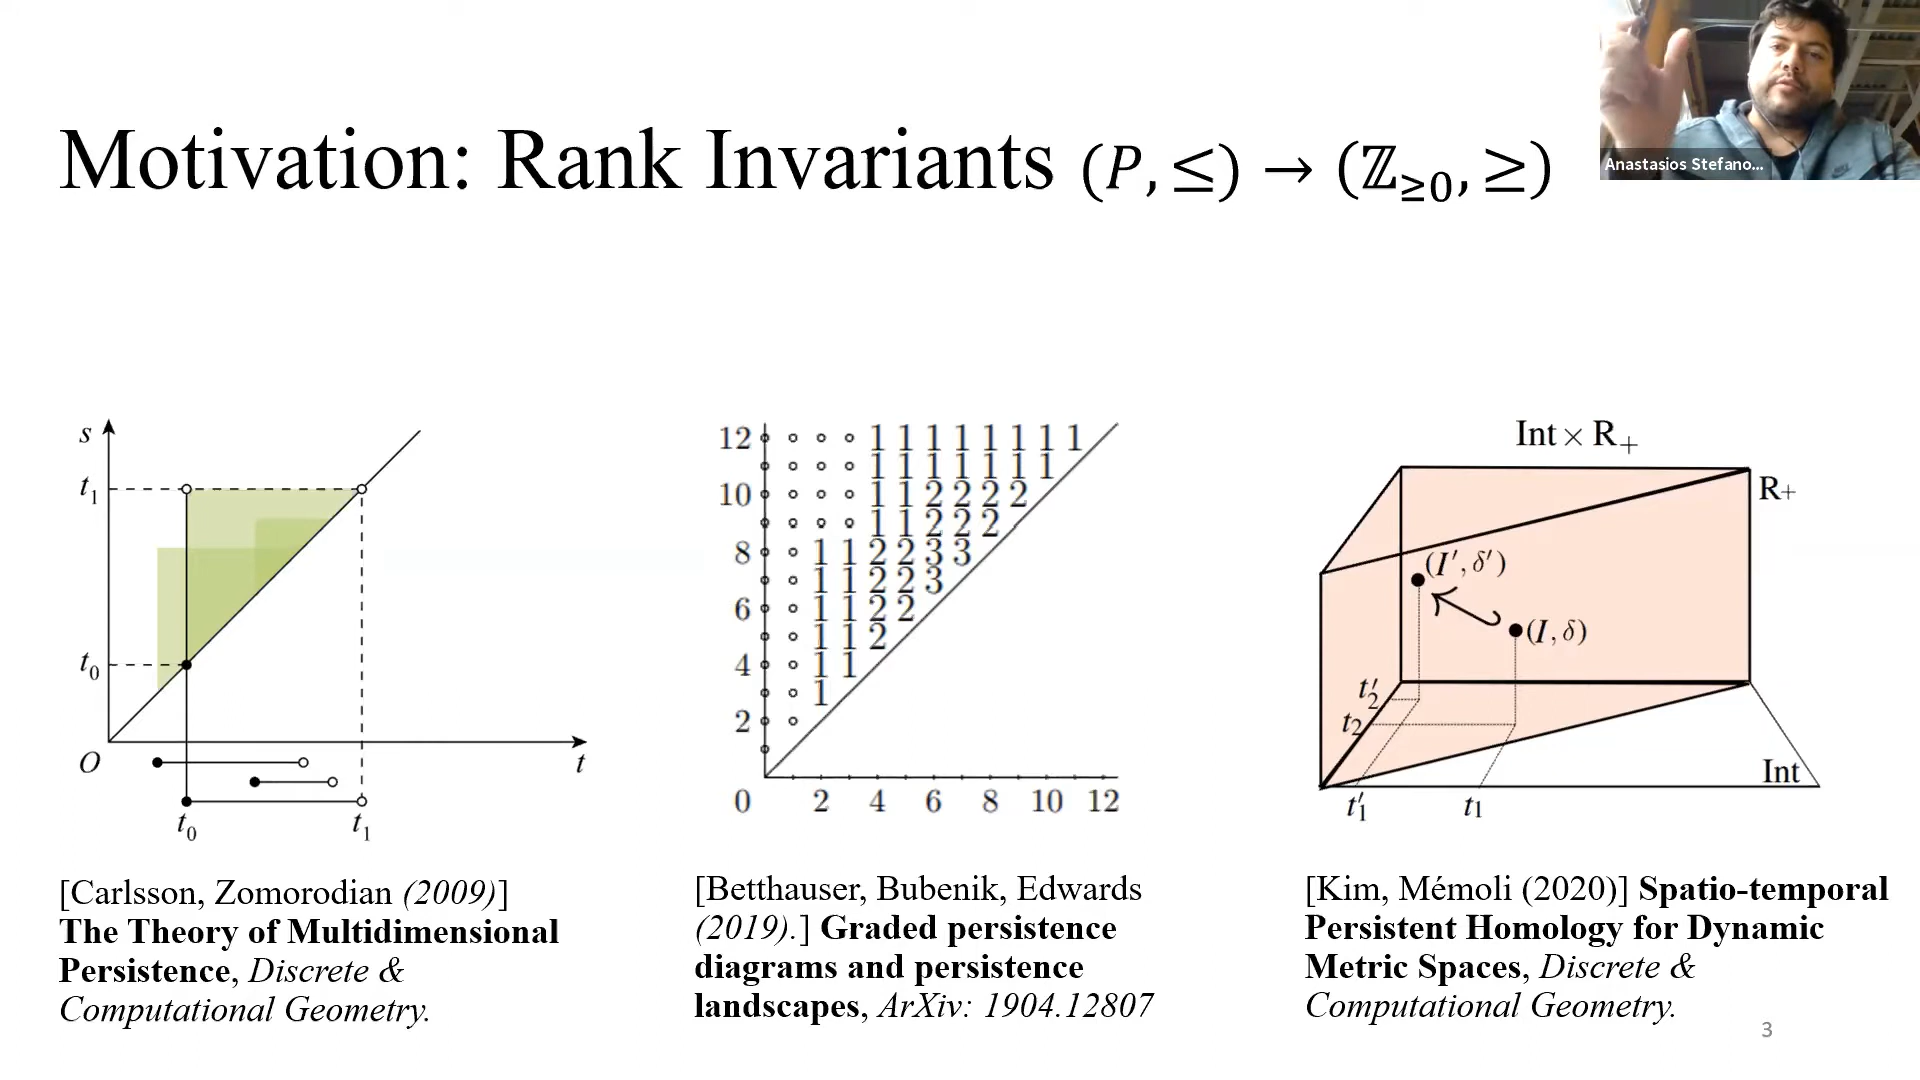 Anastasios Stefano...
Motivation: Rank Invariants (P, ≤) → (ℤ≥0, ≥)
s
t1
t0
O
t
t0
t1
12 1 1 1 1 1 1 1 1
1 1 1 1 1 1 1
10 1 1 2 2 2 2
1 1 2 2 2
8 1 1 2 2 3 3
1 1 2 2 3
6 1 1 2 2
1 1 2
4 1 1
1
2
0 2 4 6 8 10 12
Int × R+
R+
(I′, δ′)
(I, δ)
t′2
t2
Int
t′1
t1
[Carlsson, Zomorodian (2009)]
The Theory of Multidimensional
Persistence, Discrete &
Computational Geometry.
[Betthauser, Bubenik, Edwards
(2019).] Graded persistence
diagrams and persistence
landscapes, ArXiv: 1904.12807
[Kim, Mémoli (2020)] Spatio-temporal
Persistent Homology for Dynamic
Metric Spaces, Discrete &
Computational Geometry.
3